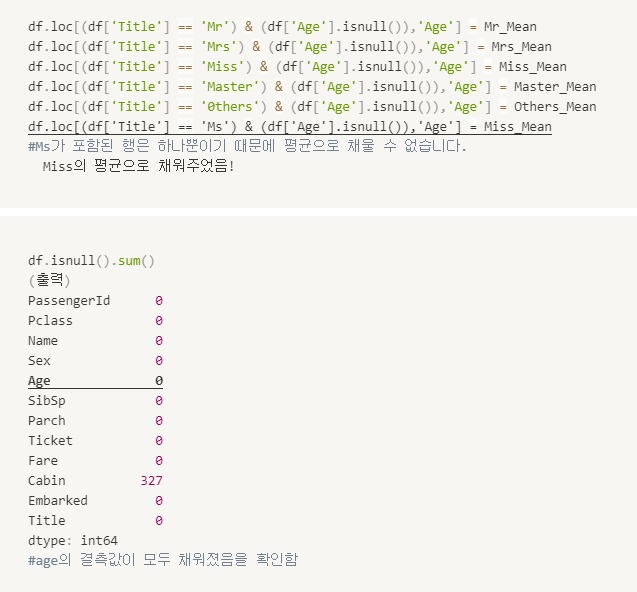 df.loc[(df['Title'] == 'Mr') & (df['Age'].isnull()),'Age'] = Mr_Mean
df.loc[(df['Title'] == 'Mrs') & (df['Age'].isnull()),'Age'] = Mrs_Mean
df.loc[(df['Title'] == 'Miss') & (df['Age'].isnull()),'Age'] = Miss_Mean
df.loc[(df['Title'] == 'Master') & (df['Age'].isnull()),'Age'] = Master_Mean
df.loc[(df['Title'] == '0thers') & (df['Age'].isnull()),'Age'] = Others_Mean
df.loc[(df['Title'] == 'Ms') & (df['Age'].isnull()),'Age'] = Miss_Mean
#Ms가 포함된 행은 하나뿐이기 때문에 평균으로 채울 수 없습니다.
Miss의 평균으로 채워주었음!
df.isnull().sum()
(출력)
PassengerId 0
Pclass 0
Name 0
Sex 0
Age 0
SibSp 0
Parch 0
Ticket 0
Fare 0
Cabin 327
Embarked 0
Title 0
dtype: int64
#age의 결측값이 모두 채워졌음을 확인함